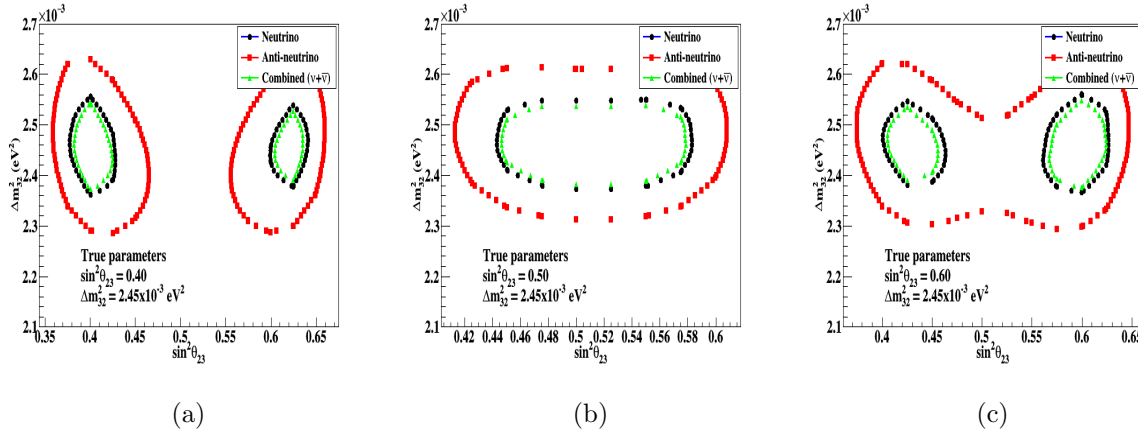 ×10⁻³
2.7
2.6
2.5
2.4
2.3
2.2
2.1
Δm²₃₂ (eV²)
Neutrino
Anti-neutrino
Combined (ν+ν̄)
True parameters
sin²θ₂₃ = 0.40
Δm²₃₂ = 2.45x10⁻³ eV²
0.35 0.4 0.45 0.5 0.55 0.6 0.65
sin²θ₂₃
(a)
×10⁻³
2.7
2.6
2.5
2.4
2.3
2.2
2.1
Δm²₃₂ (eV²)
Neutrino
Anti-neutrino
Combined (ν+ν̄)
True parameters
sin²θ₂₃ = 0.50
Δm²₃₂ = 2.45x10⁻³ eV²
0.42 0.44 0.46 0.48 0.50 0.52 0.54 0.56 0.58 0.6
sin²θ₂₃
(b)
×10⁻³
2.7
2.6
2.5
2.4
2.3
2.2
2.1
Δm²₃₂ (eV²)
Neutrino
Anti-neutrino
Combined (ν+ν̄)
True parameters
sin²θ₂₃ = 0.60
Δm²₃₂ = 2.45x10⁻³ eV²
0.4 0.45 0.5 0.55 0.6 0.65
sin²θ₂₃
(c)